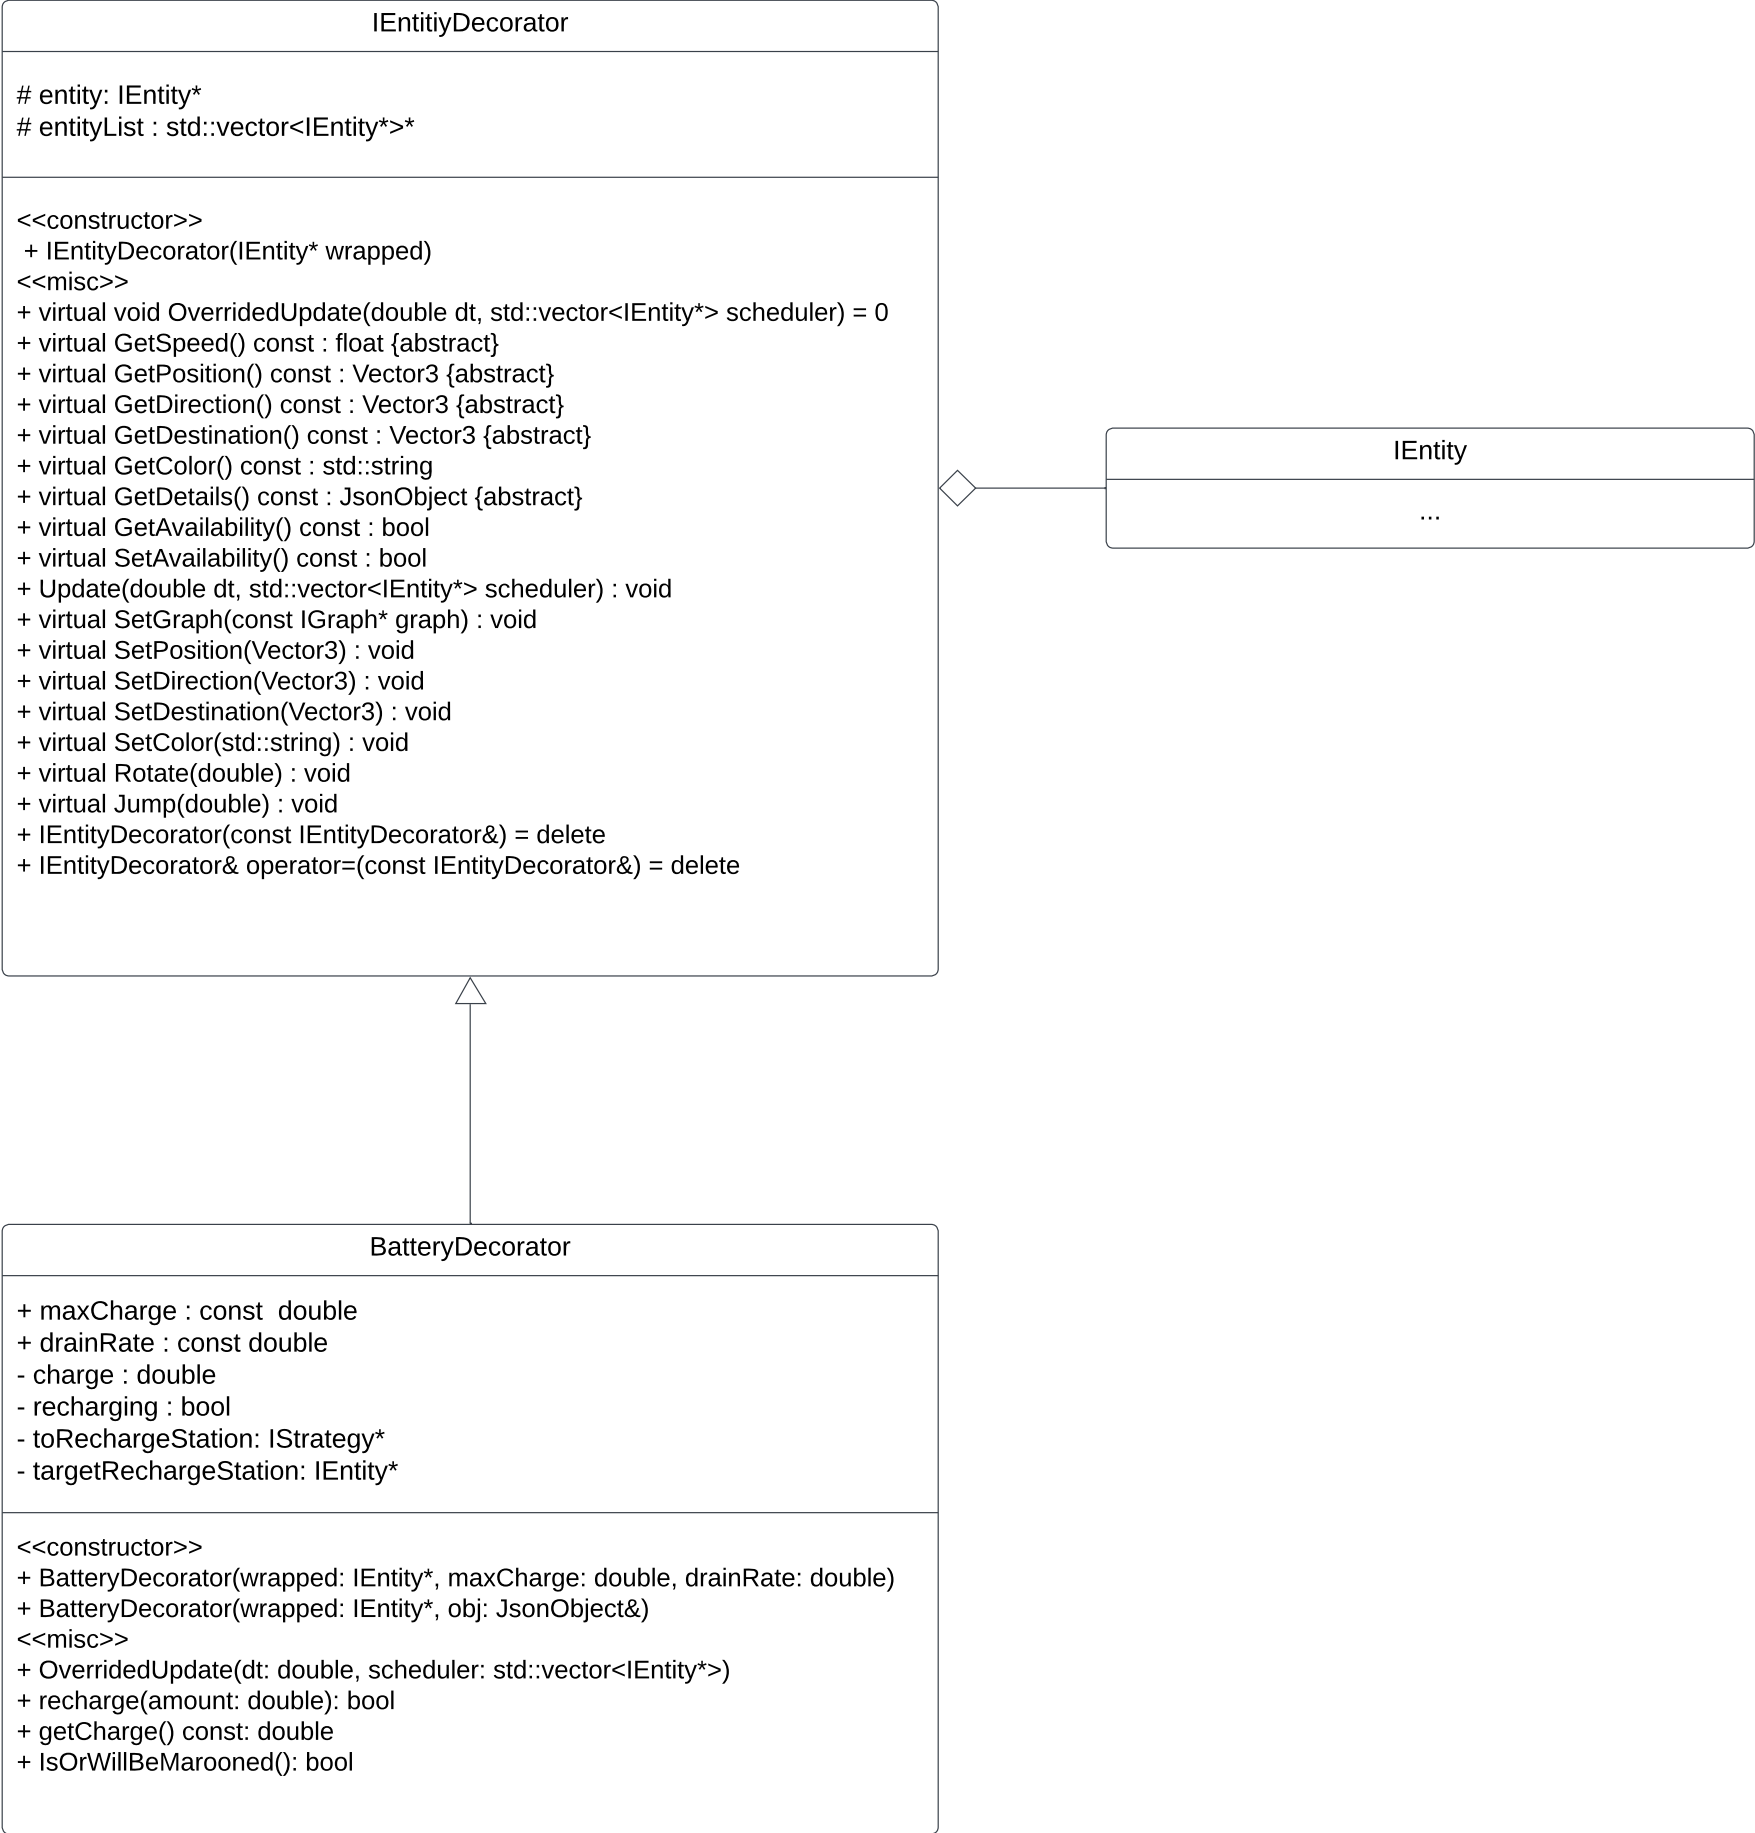 IEntitiyDecorator
# entity: IEntity*
# entityList : std::vector<IEntity*>*
<<constructor>>
+ IEntityDecorator(IEntity* wrapped)
<<misc>>
+ virtual void OverridedUpdate(double dt, std::vector<IEntity*> scheduler) = 0
+ virtual GetSpeed() const : float {abstract}
+ virtual GetPosition() const : Vector3 {abstract}
+ virtual GetDirection() const : Vector3 {abstract}
+ virtual GetDestination() const : Vector3 {abstract}
+ virtual GetColor() const : std::string
+ virtual GetDetails() const : JsonObject {abstract}
+ virtual GetAvailability() const : bool
+ virtual SetAvailability() const : bool
+ Update(double dt, std::vector<IEntity*> scheduler) : void
+ virtual SetGraph(const IGraph* graph) : void
+ virtual SetPosition(Vector3) : void
+ virtual SetDirection(Vector3) : void
+ virtual SetDestination(Vector3) : void
+ virtual SetColor(std::string) : void
+ virtual Rotate(double) : void
+ virtual Jump(double) : void
+ IEntityDecorator(const IEntityDecorator&) = delete
+ IEntityDecorator& operator=(const IEntityDecorator&) = delete
IEntity
...
BatteryDecorator
+ maxCharge : const  double
+ drainRate : const double
- charge : double
- recharging : bool
- toRechargeStation: IStrategy*
- targetRechargeStation: IEntity*
<<constructor>>
+ BatteryDecorator(wrapped: IEntity*, maxCharge: double, drainRate: double)
+ BatteryDecorator(wrapped: IEntity*, obj: JsonObject&)
<<misc>>
+ OverridedUpdate(dt: double, scheduler: std::vector<IEntity*>)
+ recharge(amount: double): bool
+ getCharge() const: double
+ IsOrWillBeMarooned(): bool